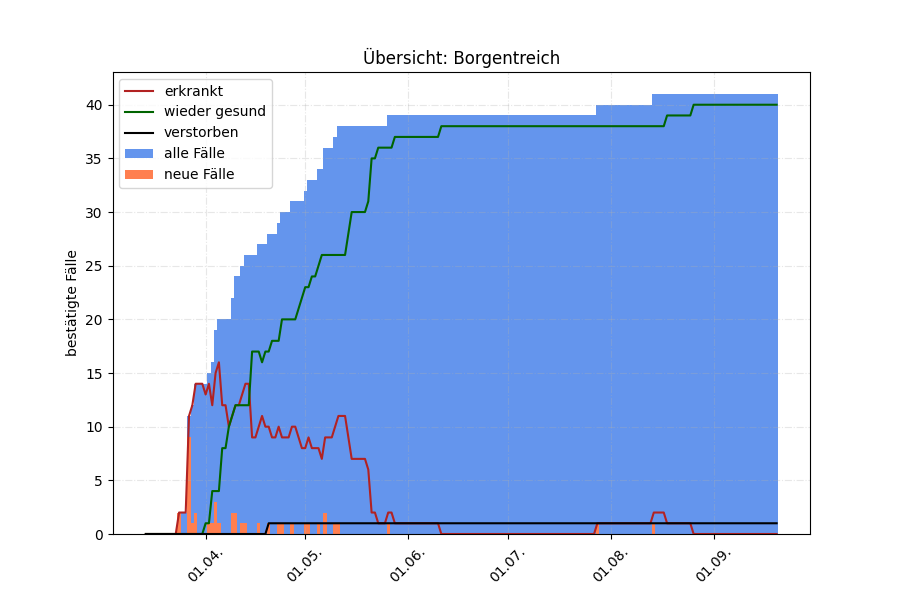 Übersicht: Borgentreich
erkrankt
wieder gesund
verstorben
alle Fälle
neue Fälle
bestätigte Fälle
40
35
30
25
20
15
10
5
0
01.04.
01.05.
01.06.
01.07.
01.08.
01.09.